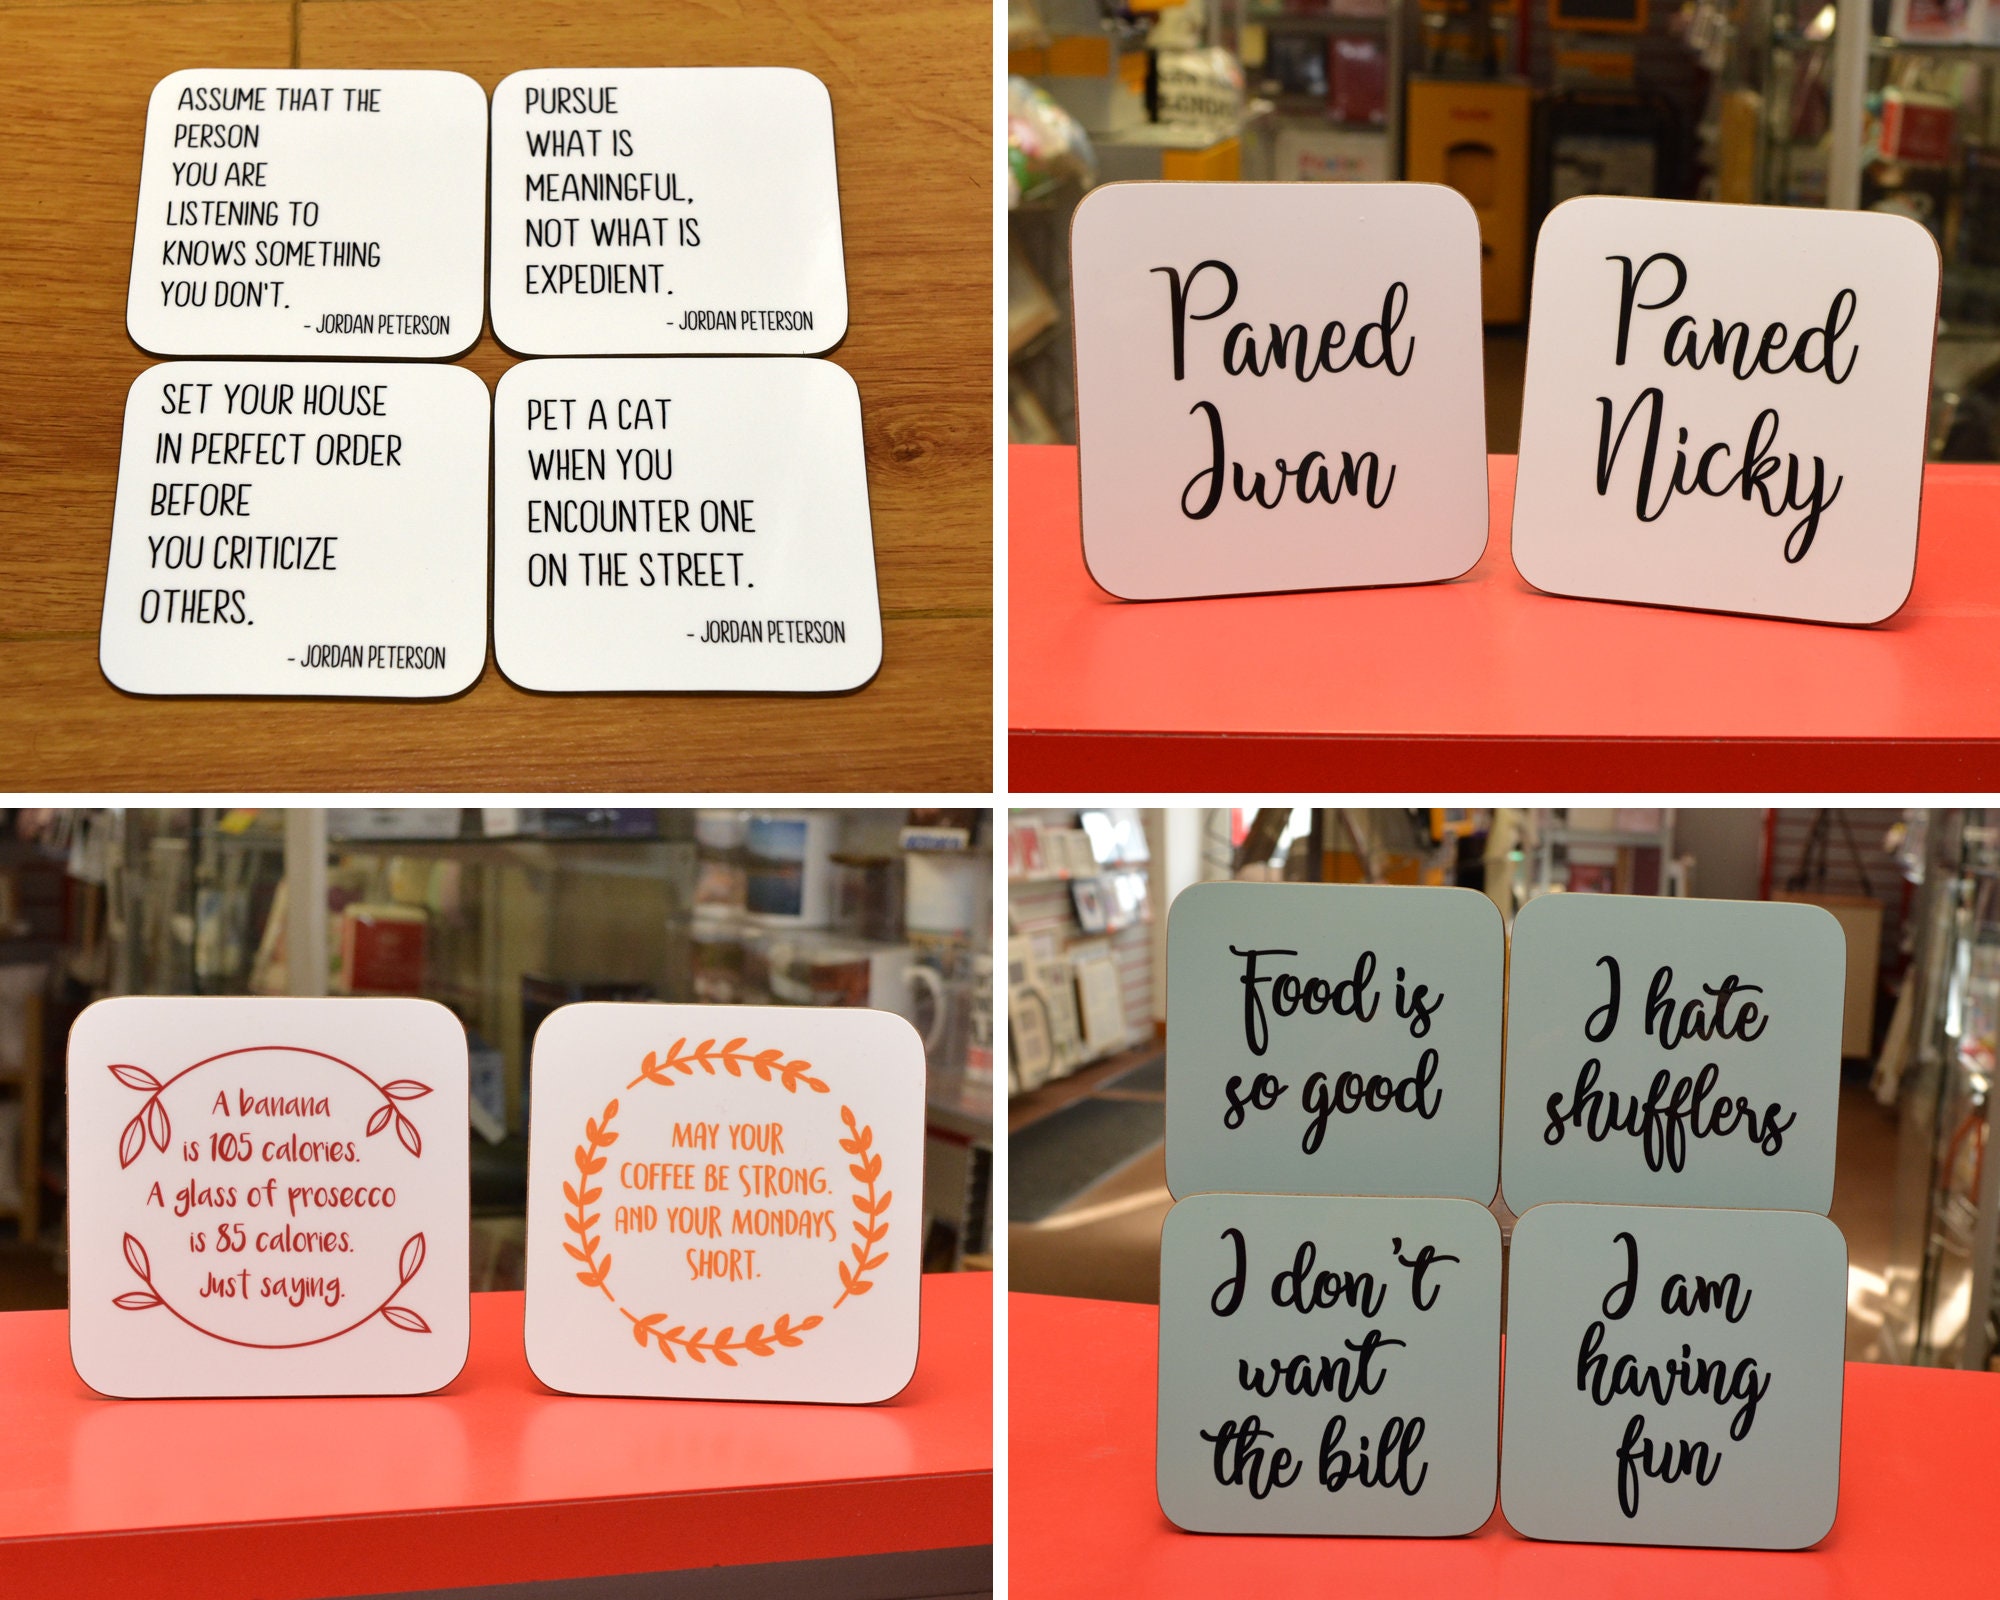 ASSUME THAT THE
PERSON
YOU ARE
LISTENING TO
KNOWS SOMETHING
YOU DON'T.
- JORDAN PETERSON
PURSUE
WHAT IS
MEANINGFUL,
NOT WHAT IS
EXPEDIENT.
- JORDAN PETERSON
SET YOUR HOUSE
IN PERFECT ORDER
BEFORE
YOU CRITICIZE
OTHERS.
- JORDAN PETERSON
PET A CAT
WHEN YOU
ENCOUNTER ONE
ON THE STREET.
- JORDAN PETERSON
Paned
Iwan
Paned
Nicky
A banana
is 105 calories.
A glass of prosecco
is 85 calories.
Just saying.
MAY YOUR
COFFEE BE STRONG.
AND YOUR MONDAYS
SHORT.
Food is
so good
I hate
shufflers
I don't
want
the bill
I am
having
fun